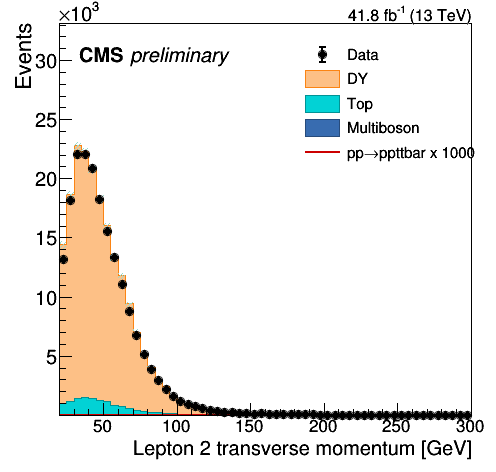 ×10³
41.8 fb⁻¹ (13 TeV)
Events
CMS preliminary
Data
DY
Top
Multiboson
pp→ppttbar x 1000
30
25
20
15
10
5
50 100 150 200 250 300
Lepton 2 transverse momentum [GeV]